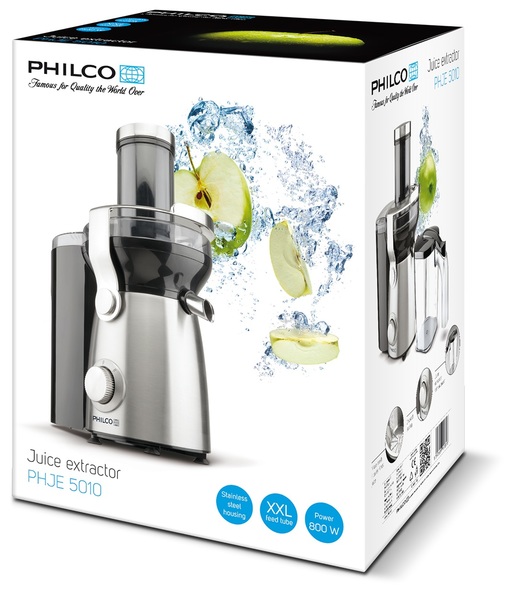 PHILCO
Famous for Quality the World Over
PHILCO
Juice extractor
PHJE 5010
Stainless
steel
housing
XXL
feed tube
Power
800 W
PHILCO
Famous for Quality the World Over
Juice extractor
PHJE 5010